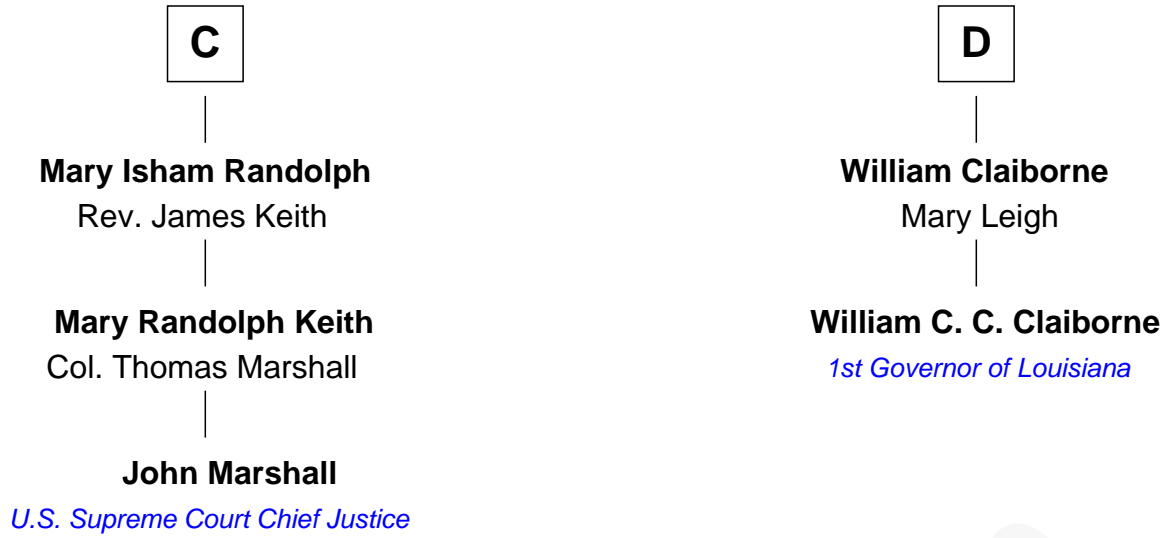 C
D
Mary Isham Randolph
Rev. James Keith
William Claiborne
Mary Leigh
Mary Randolph Keith
Col. Thomas Marshall
William C. C. Claiborne
1st Governor of Louisiana
John Marshall
U.S. Supreme Court Chief Justice